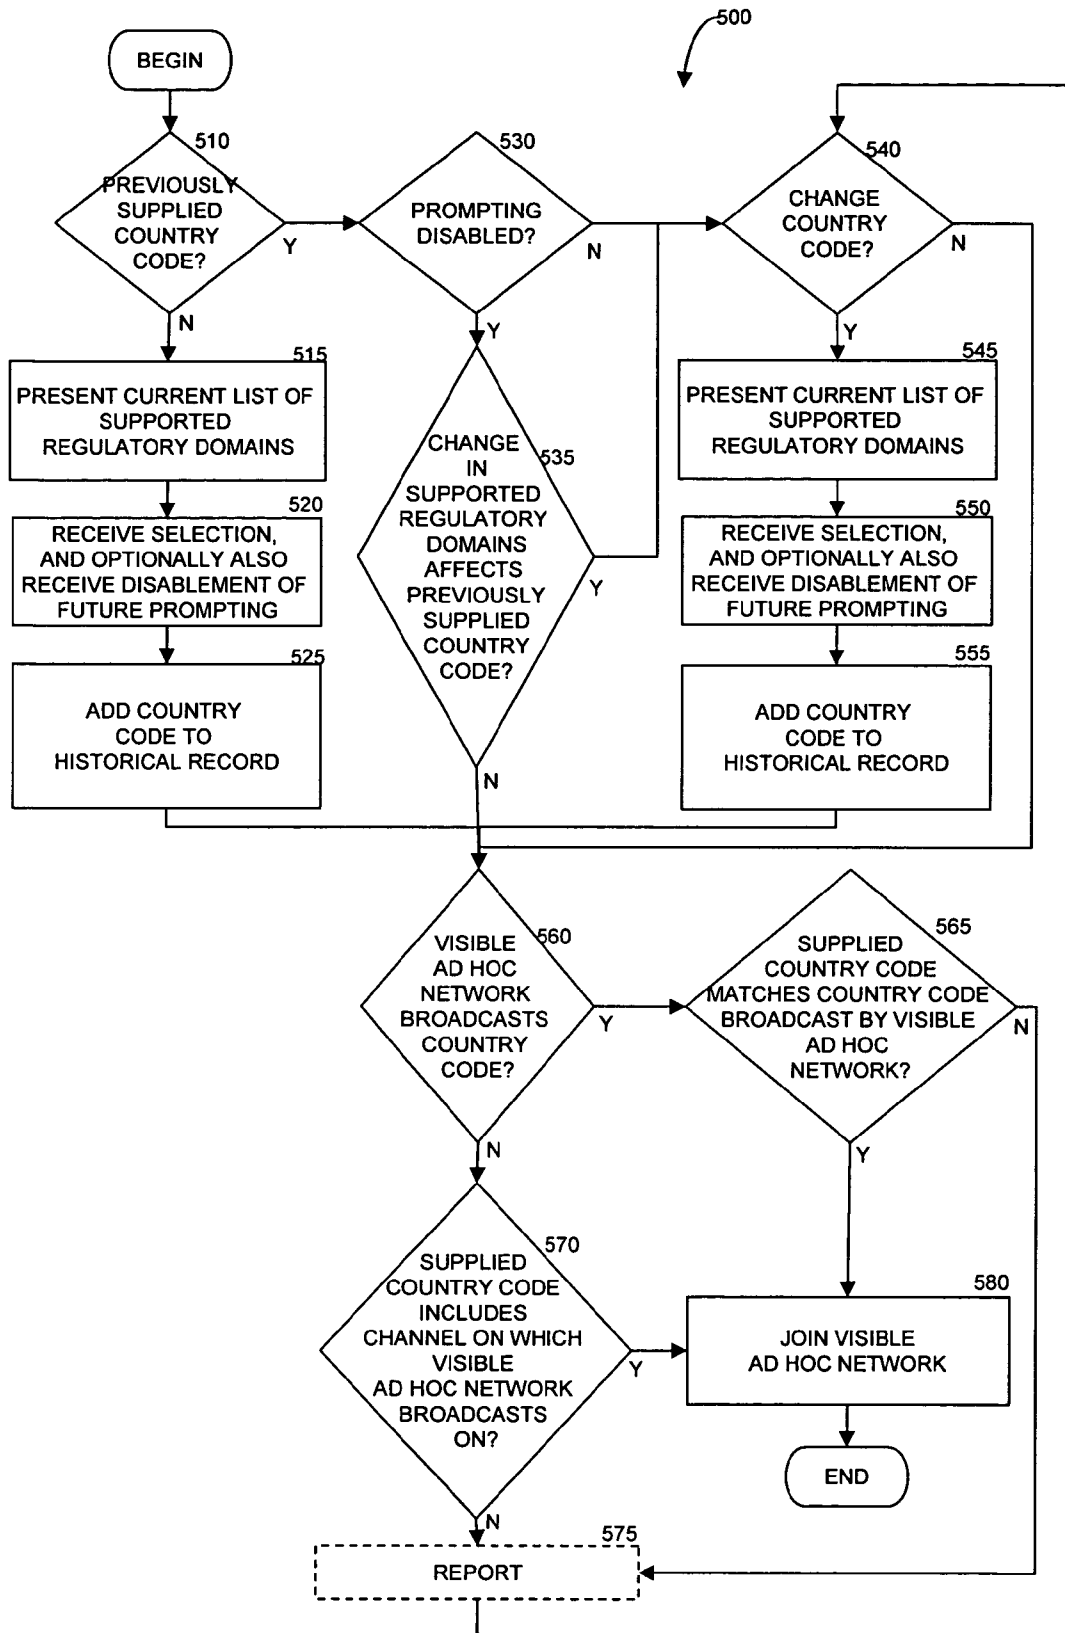 500
BEGIN
510
PREVIOUSLY
SUPPLIED
COUNTRY
CODE?
Y
N
530
PROMPTING
DISABLED?
N
Y
540
CHANGE
COUNTRY
CODE?
N
Y
515
PRESENT CURRENT LIST OF
SUPPORTED
REGULATORY DOMAINS
520
RECEIVE SELECTION,
AND OPTIONALLY ALSO
RECEIVE DISABLEMENT OF
FUTURE PROMPTING
525
ADD COUNTRY
CODE TO
HISTORICAL RECORD
535
CHANGE
IN
SUPPORTED
REGULATORY
DOMAINS
AFFECTS
PREVIOUSLY
SUPPLIED
COUNTRY
CODE?
Y
N
545
PRESENT CURRENT LIST OF
SUPPORTED
REGULATORY DOMAINS
550
RECEIVE SELECTION,
AND OPTIONALLY ALSO
RECEIVE DISABLEMENT OF
FUTURE PROMPTING
555
ADD COUNTRY
CODE TO
HISTORICAL RECORD
560
VISIBLE
AD HOC
NETWORK
BROADCASTS
COUNTRY
CODE?
Y
N
565
SUPPLIED
COUNTRY CODE
MATCHES COUNTRY CODE
BROADCAST BY VISIBLE
AD HOC
NETWORK?
N
Y
570
SUPPLIED
COUNTRY CODE
INCLUDES
CHANNEL ON WHICH
VISIBLE
AD HOC NETWORK
BROADCASTS
ON?
Y
N
580
JOIN VISIBLE
AD HOC NETWORK
END
575
REPORT